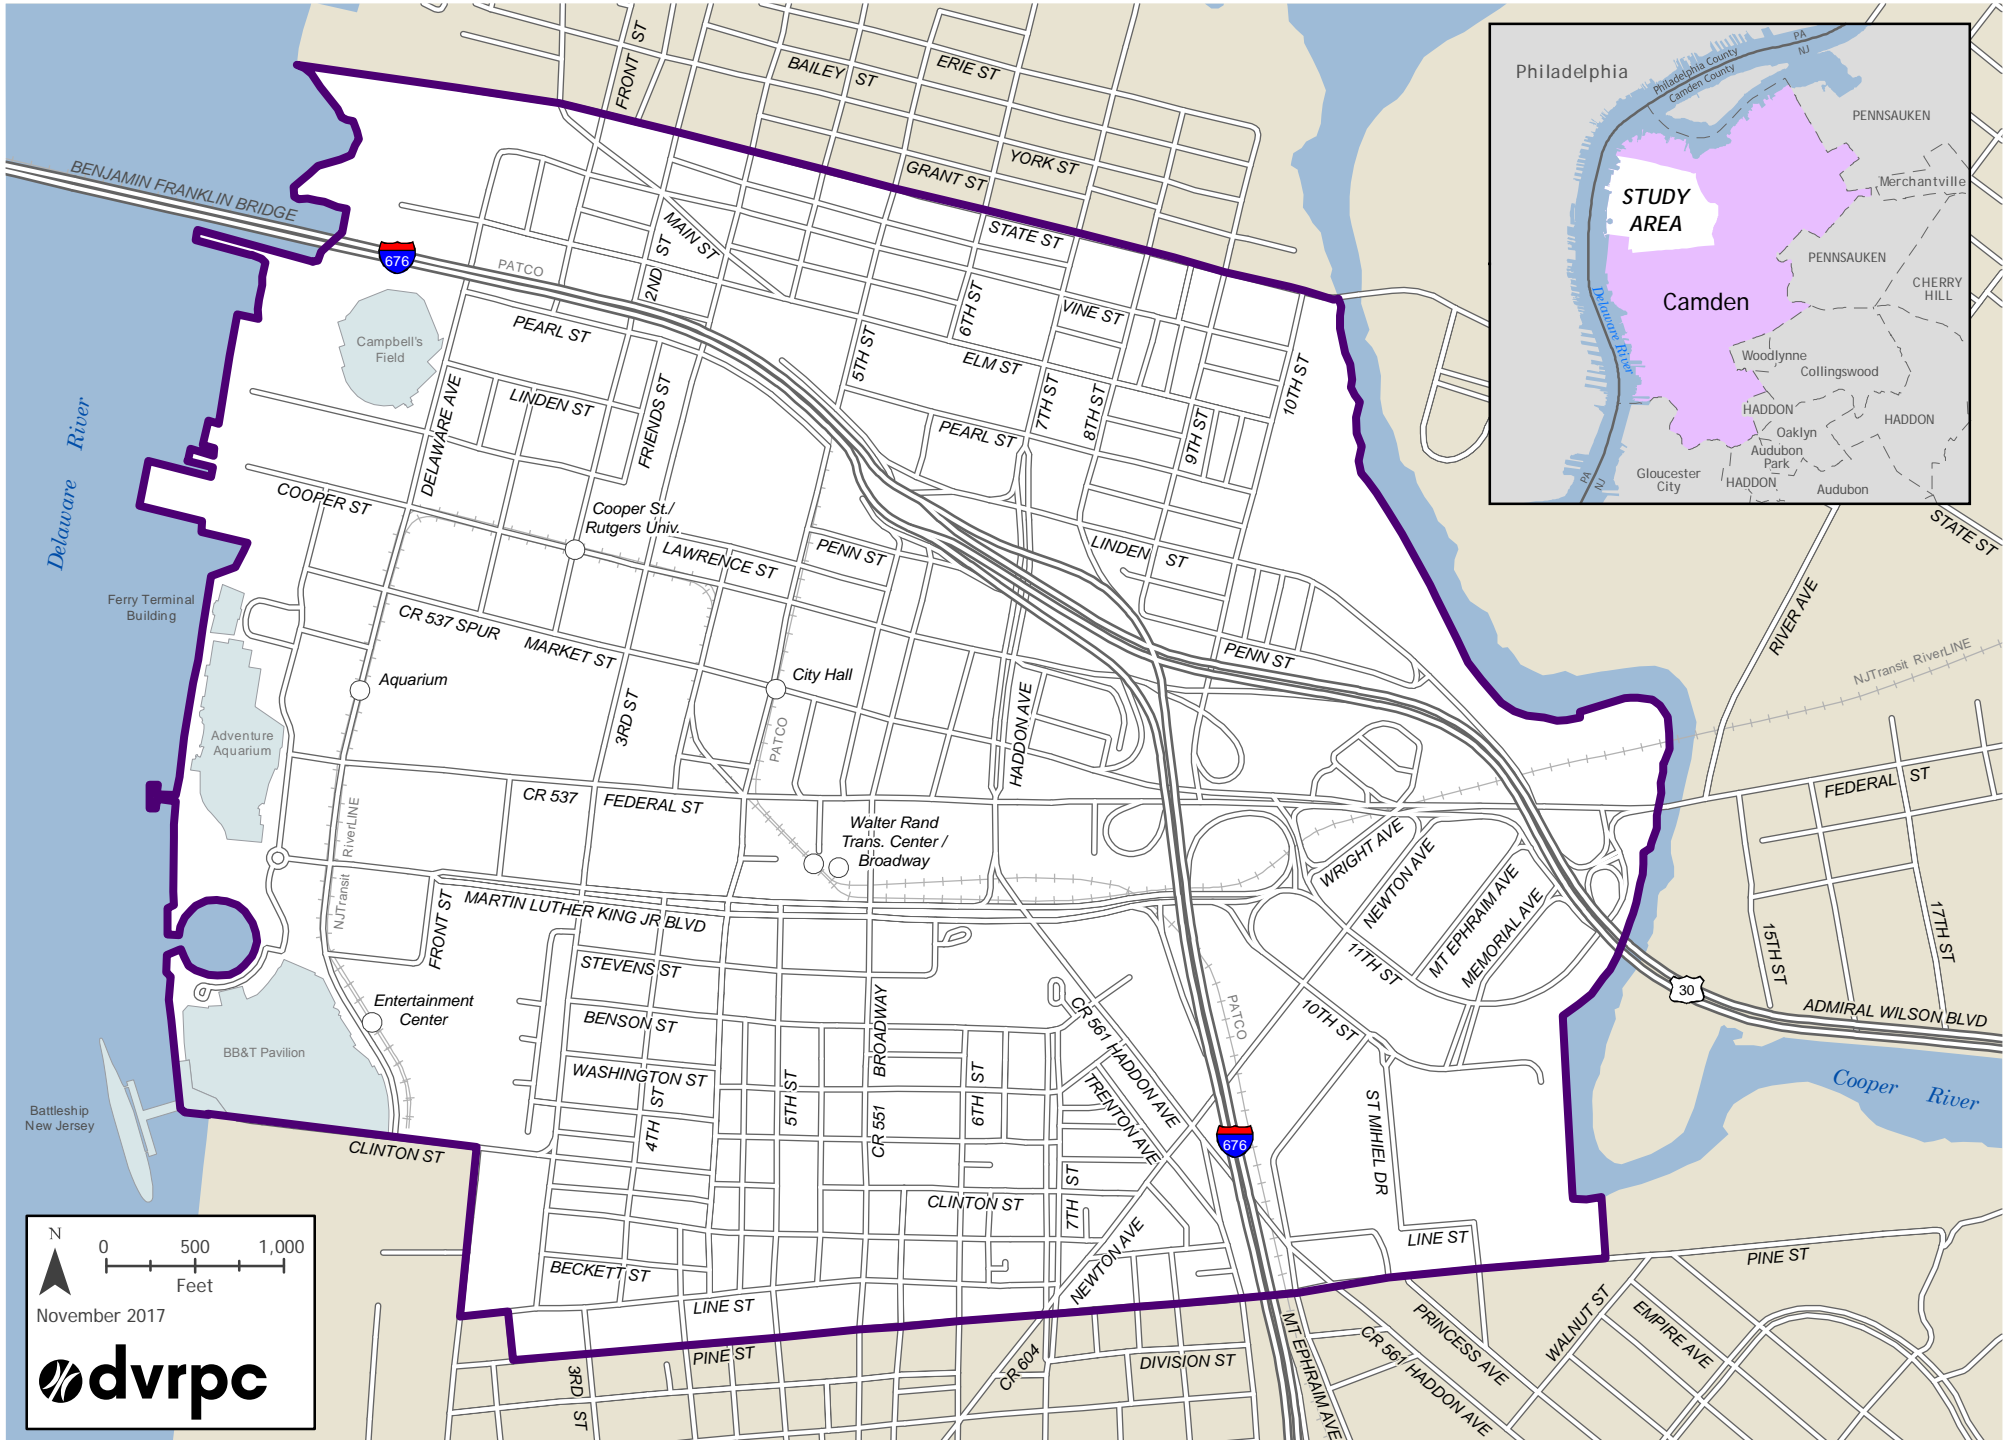 FRONT ST
BAILEY ST
ERIE ST
GRANT ST
YORK ST
BENJAMIN FRANKLIN BRIDGE
676
PATCO
2ND ST
MAIN ST
STATE ST
6TH ST
VINE ST
PEARL ST
5TH ST
ELM ST
10TH ST
Campbell's
Field
LINDEN ST
DELAWARE AVE
FRIENDS ST
7TH ST
8TH ST
9TH ST
PEARL ST
Delaware River
COOPER ST
Cooper St./
Rutgers Univ.
LAWRENCE ST
PENN ST
LINDEN ST
Ferry Terminal
Building
CR 537 SPUR
MARKET ST
PENN ST
Aquarium
City Hall
3RD ST
PATCO
HADDON AVE
Adventure
Aquarium
CR 537
FEDERAL ST
NJTransit RiverLINE
Walter Rand
Trans. Center /
Broadway
WRIGHT AVE
NEWTON AVE
MT EPHRAIM AVE
MEMORIAL AVE
FRONT ST
MARTIN LUTHER KING JR BLVD
11TH ST
10TH ST
STEVENS ST
Entertainment
Center
BENSON ST
BROADWAY
CR 561 HADDON AVE
PATCO
BB&T Pavilion
WASHINGTON ST
4TH ST
5TH ST
CR 551
6TH ST
TRENTON AVE
676
ST MIHIEL DR
Battleship
New Jersey
CLINTON ST
CLINTON ST
7TH ST
NEWTON AVE
LINE ST
BECKETT ST
LINE ST
PINE ST
3RD ST
CR 604
DIVISION ST
MT EPHRAIM AVE
CR 561 HADDON AVE
PRINCESS AVE
WALNUT ST
EMPIRE AVE
PINE ST
Cooper River
ADMIRAL WILSON BLVD
30
15TH ST
17TH ST
FEDERAL ST
NJTransit RiverLINE
RIVER AVE
STATE ST
Philadelphia
Philadelphia County
Camden County
PA
NJ
PENNSAUKEN
Merchantville
STUDY
AREA
PENNSAUKEN
CHERRY
HILL
Camden
Delaware River
Woodlynne
Collingswood
HADDON
HADDON
Oaklyn
Audubon
Park
Gloucester
City
HADDON
Audubon
PA
NJ
N
0 500 1,000
Feet
November 2017
dvrpc